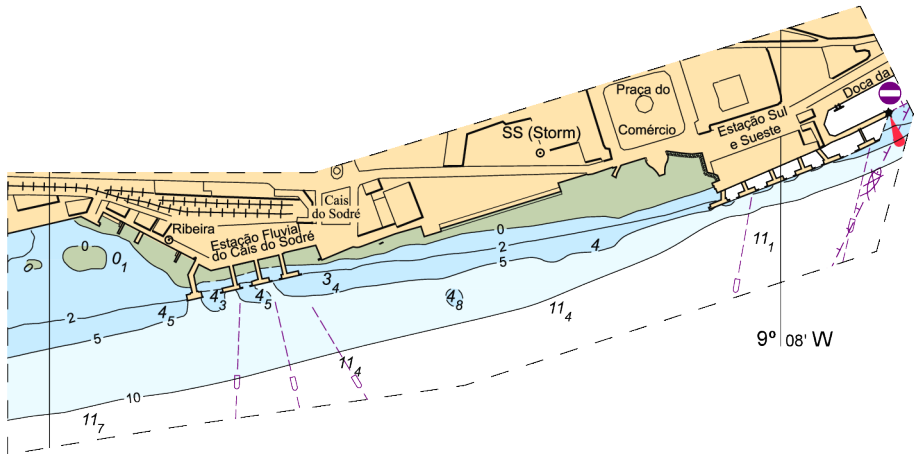 Praça do
Comércio
Doca da
Estação Sul
e Sueste
SS (Storm)
Cais
do Sodré
Ribeira
Estação Fluvial
do Cais do Sodré
0
0₁
0
2
5
4
3₄
4₅
4₃
4₅
4₈
11₁
11₄
11₄
2
5
10
11₇
9º 08' W